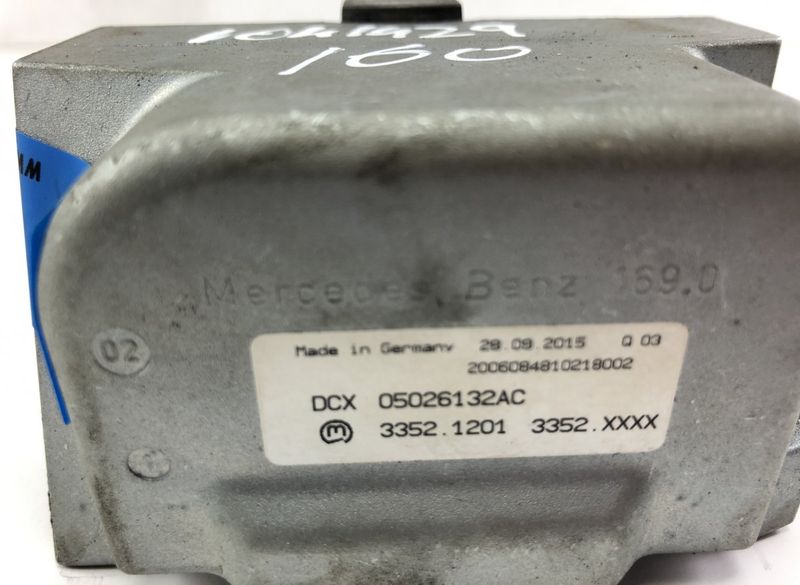 160
Mercedes Benz 169.0
02
Made in Germany 28.09.2015 Q 03
2006084810218002
DCX 05026132AC
m 3352.1201 3352.XXXX